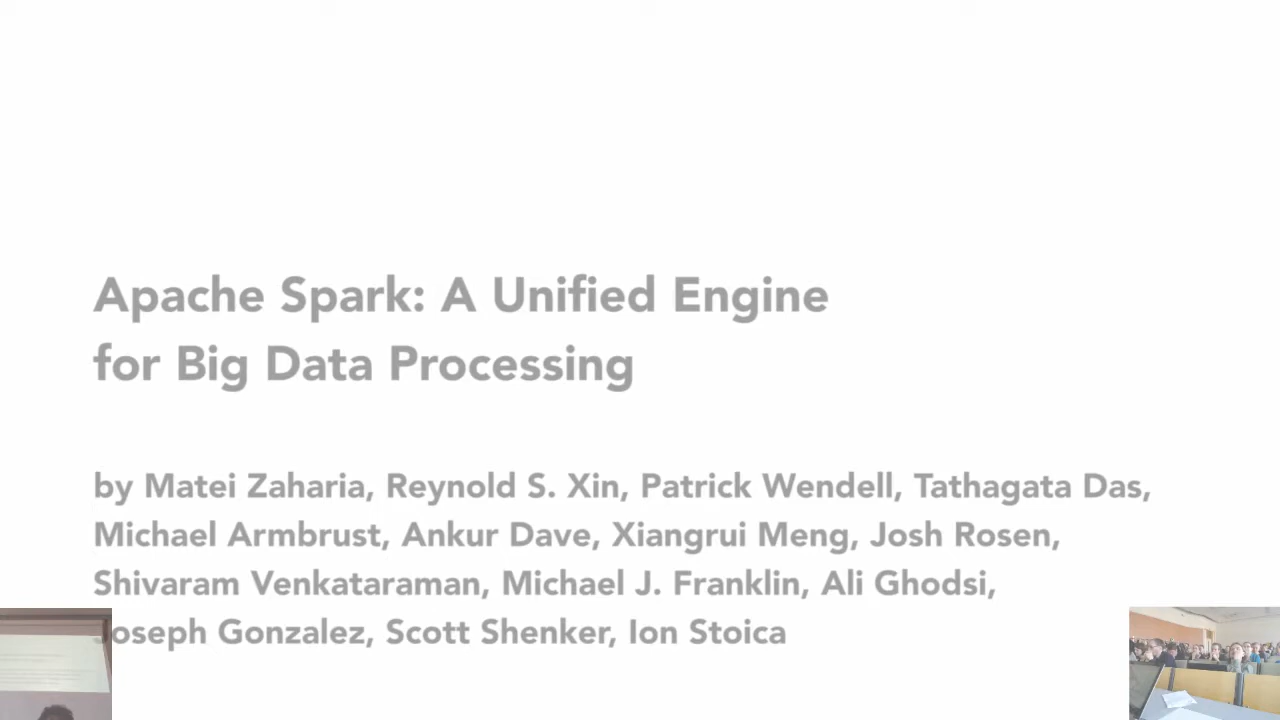 Apache Spark: A Unified Engine
for Big Data Processing
by Matei Zaharia, Reynold S. Xin, Patrick Wendell, Tathagata Das,
Michael Armbrust, Ankur Dave, Xiangrui Meng, Josh Rosen,
Shivaram Venkataraman, Michael J. Franklin, Ali Ghodsi,
Joseph Gonzalez, Scott Shenker, Ion Stoica